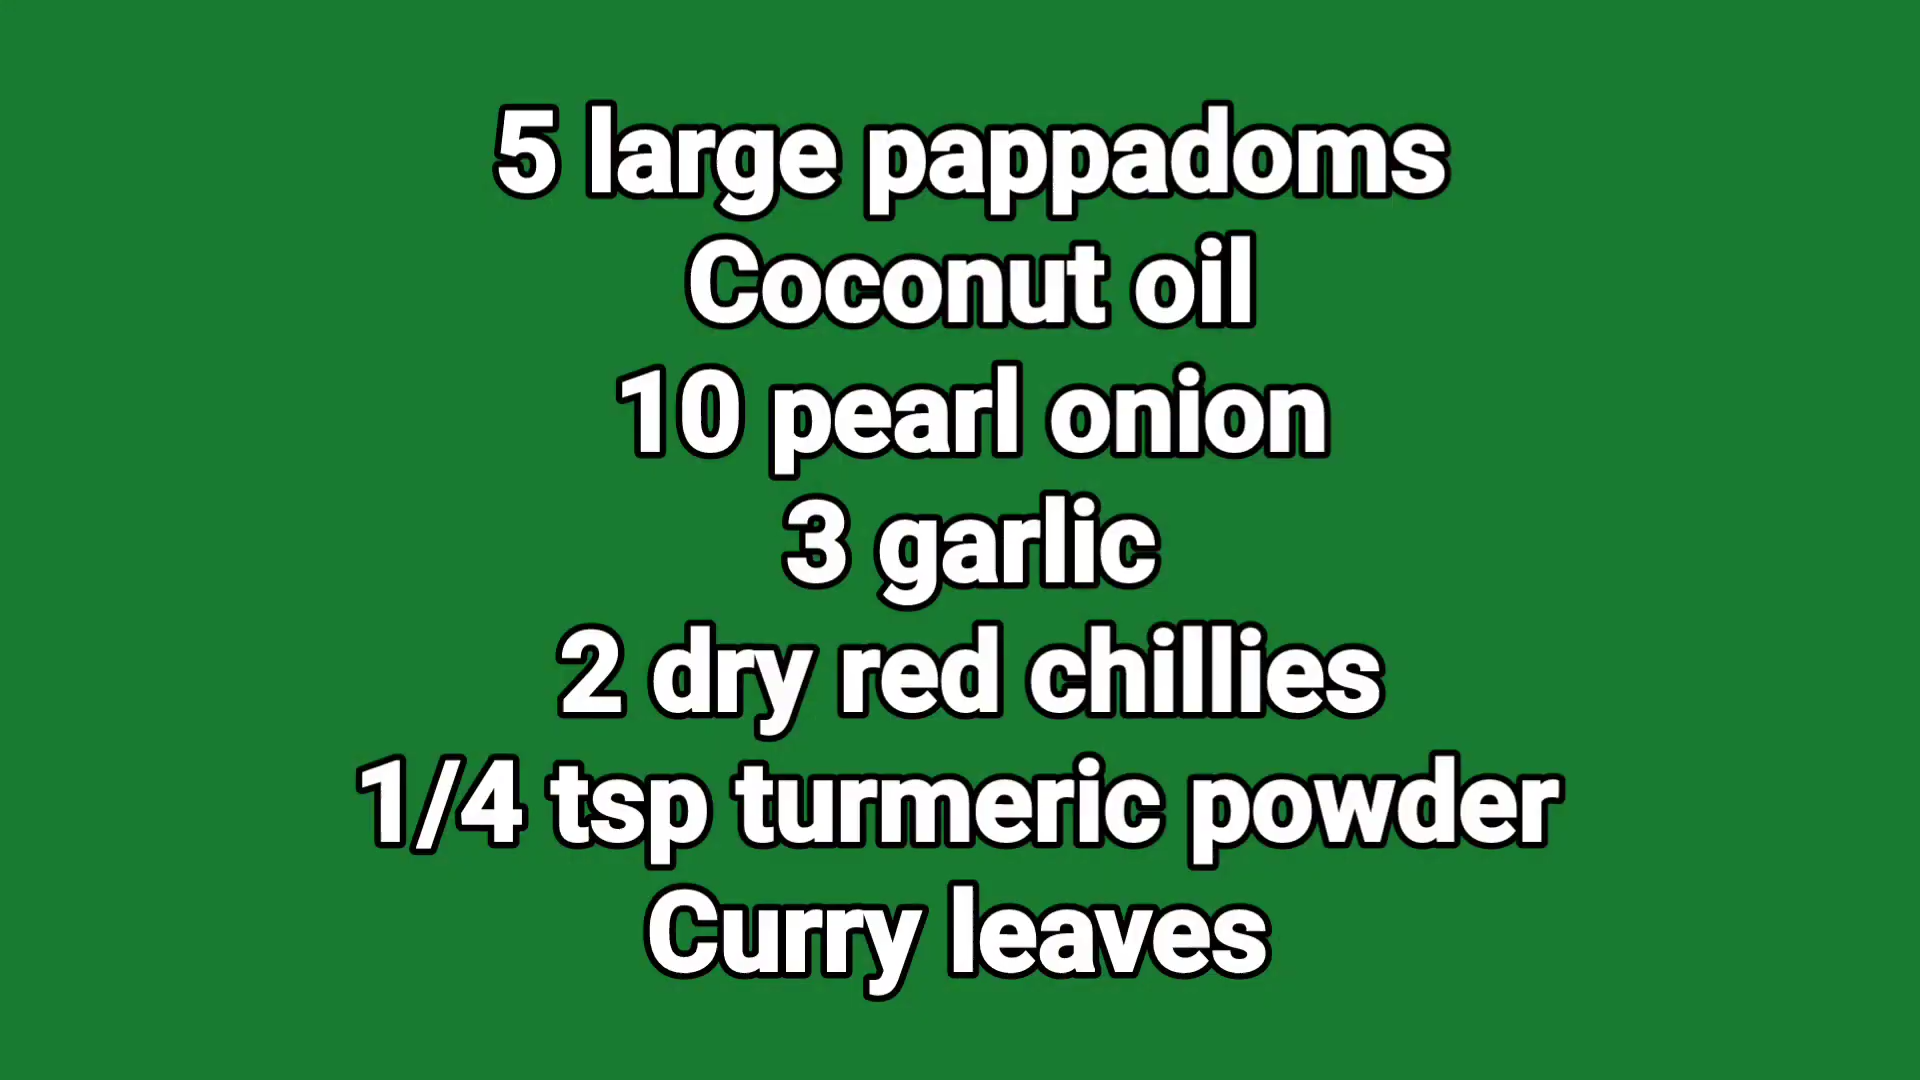 5 large pappadoms
Coconut oil
10 pearl onion
3 garlic
2 dry red chillies
1/4 tsp turmeric powder
Curry leaves